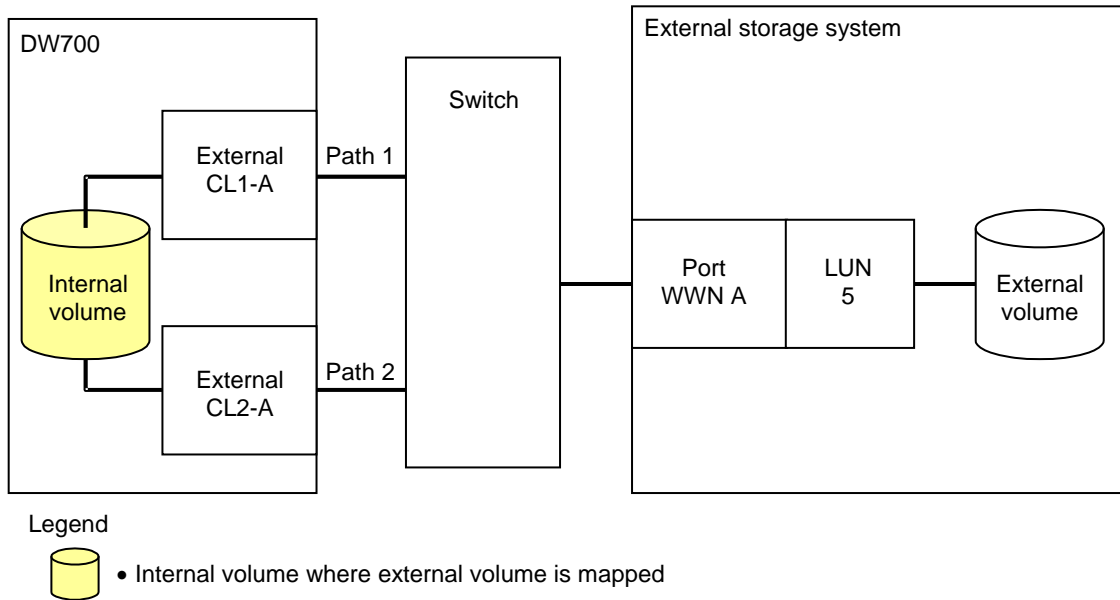 DW700
External storage system
Switch
External
CL1-A
Path 1
Internal
volume
Port
WWN A
LUN
5
External
volume
External
CL2-A
Path 2
Legend
• Internal volume where external volume is mapped